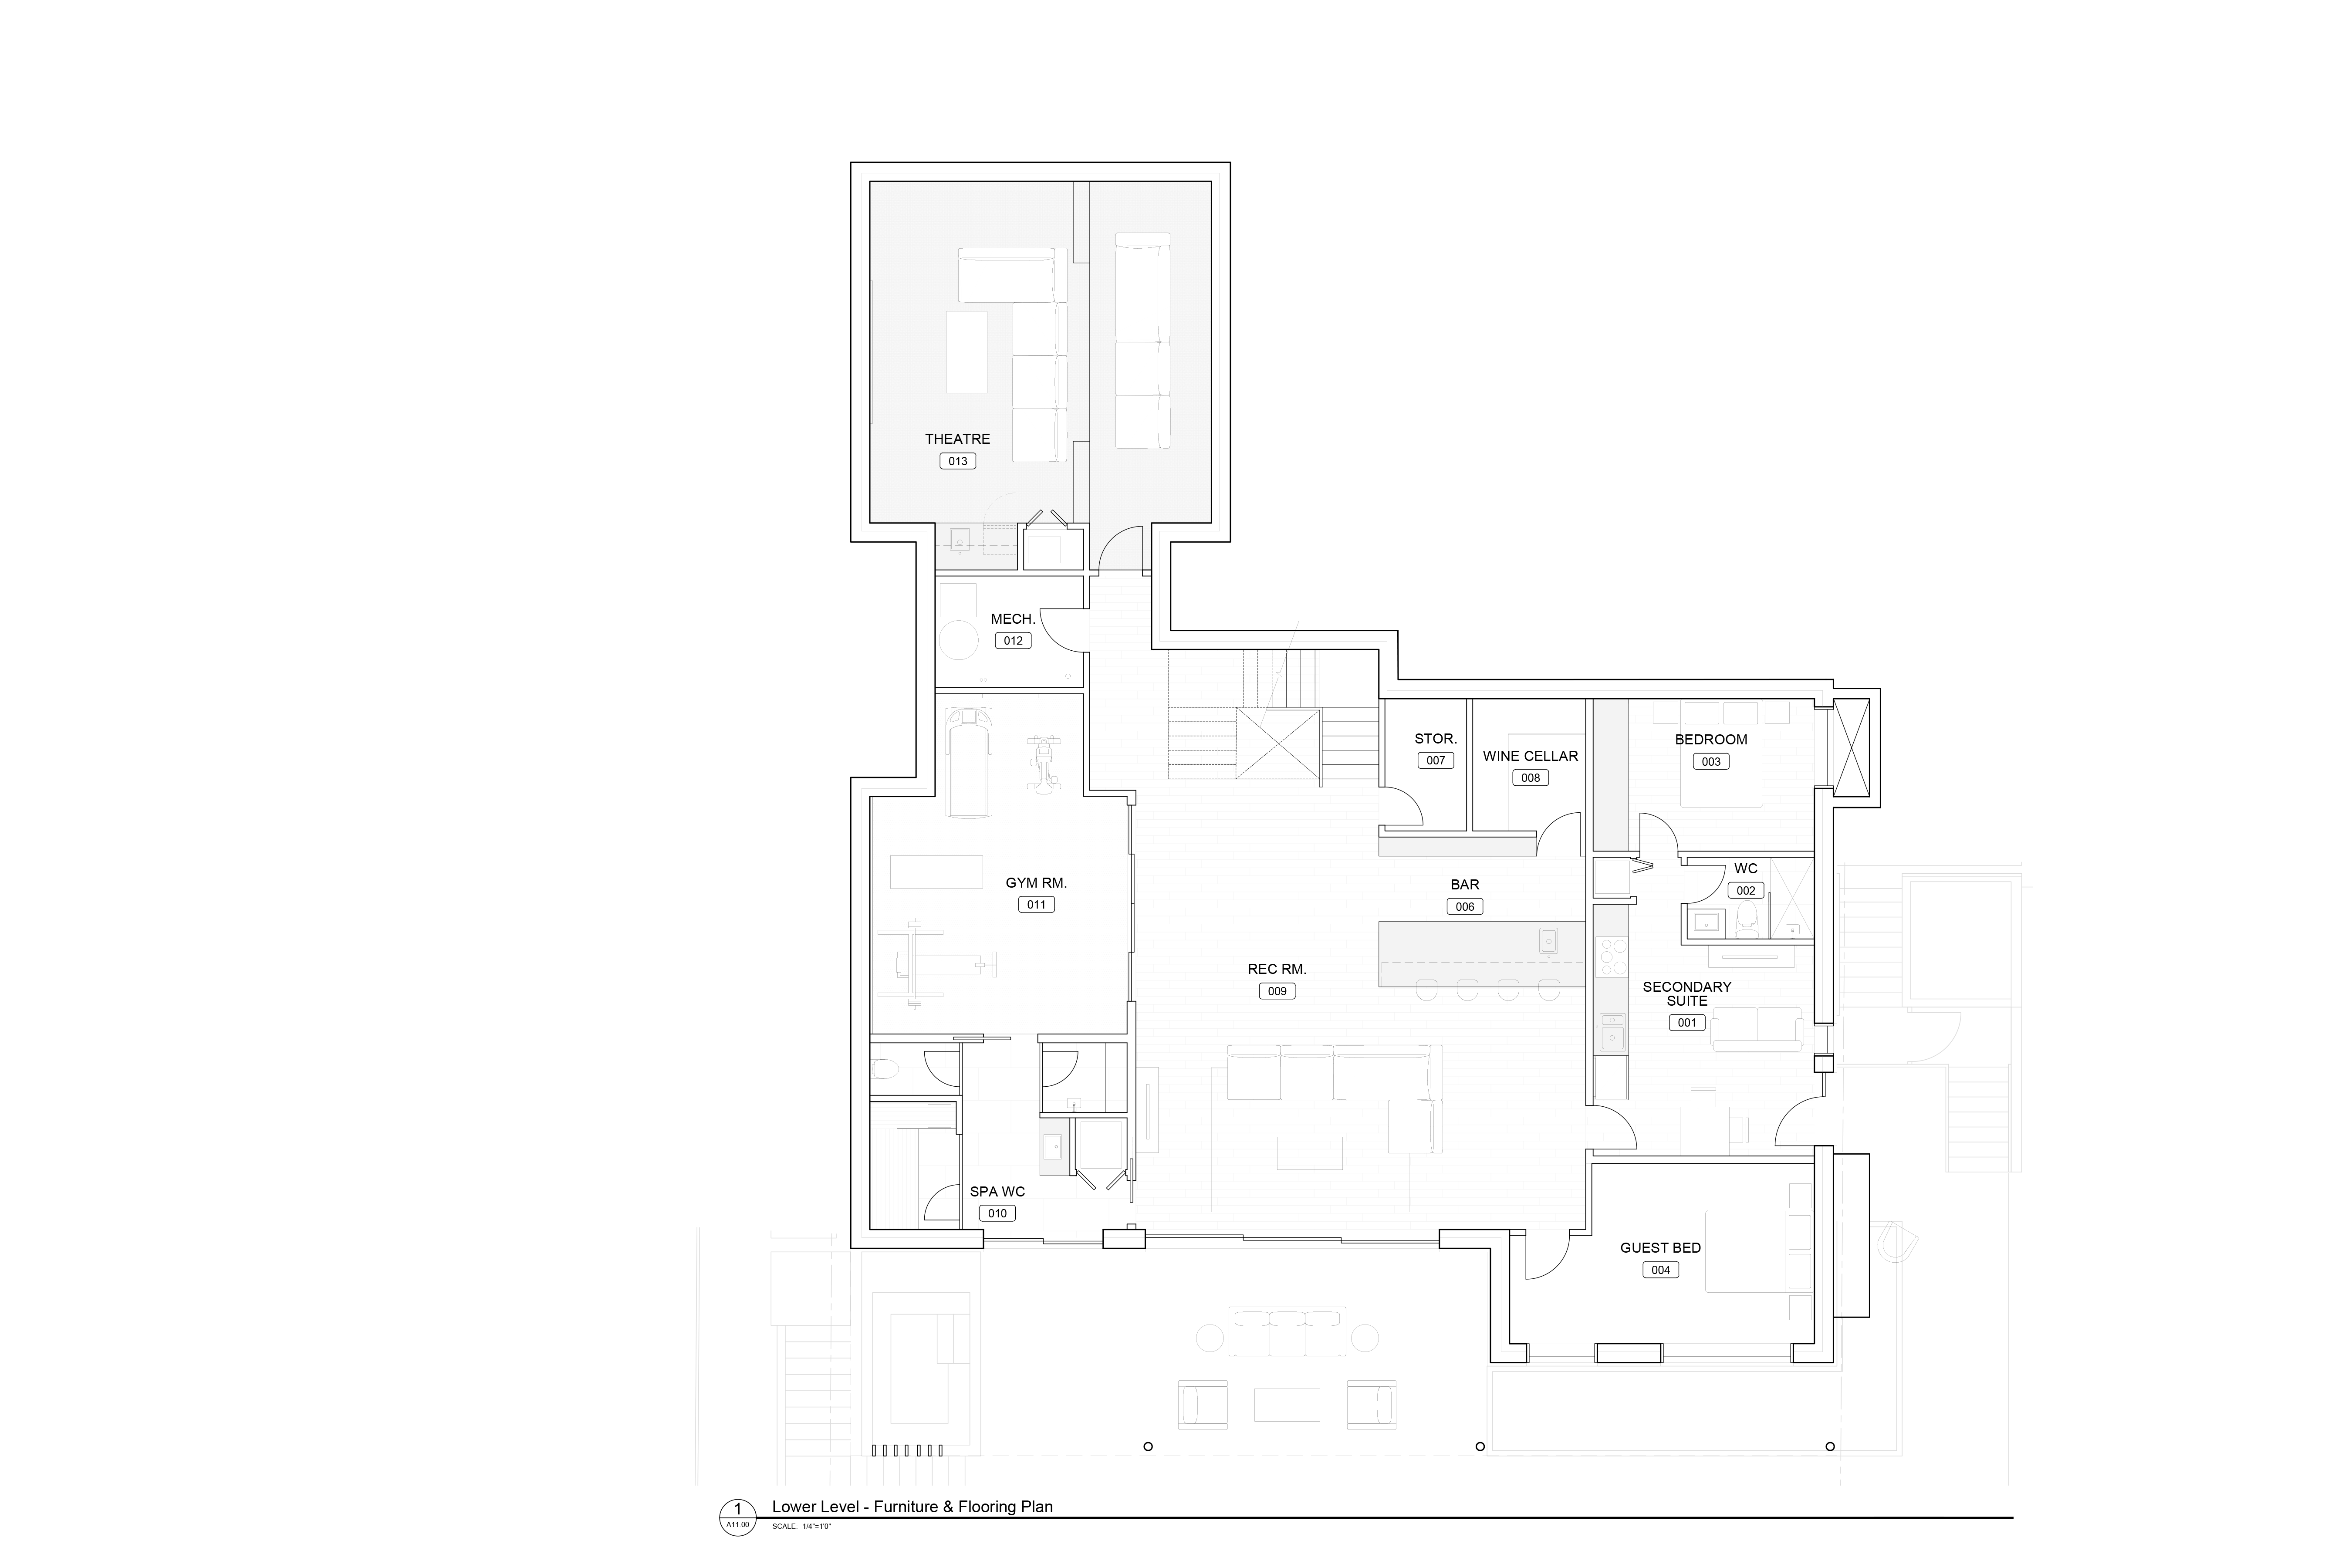 THEATRE
013
MECH.
012
STOR.
007
WINE CELLAR
008
BEDROOM
003
GYM RM.
011
BAR
006
WC
002
REC RM.
009
SECONDARY
SUITE
001
SPA WC
010
GUEST BED
004
1
A11.00
Lower Level - Furniture & Flooring Plan
SCALE: 1/4"=1'0"